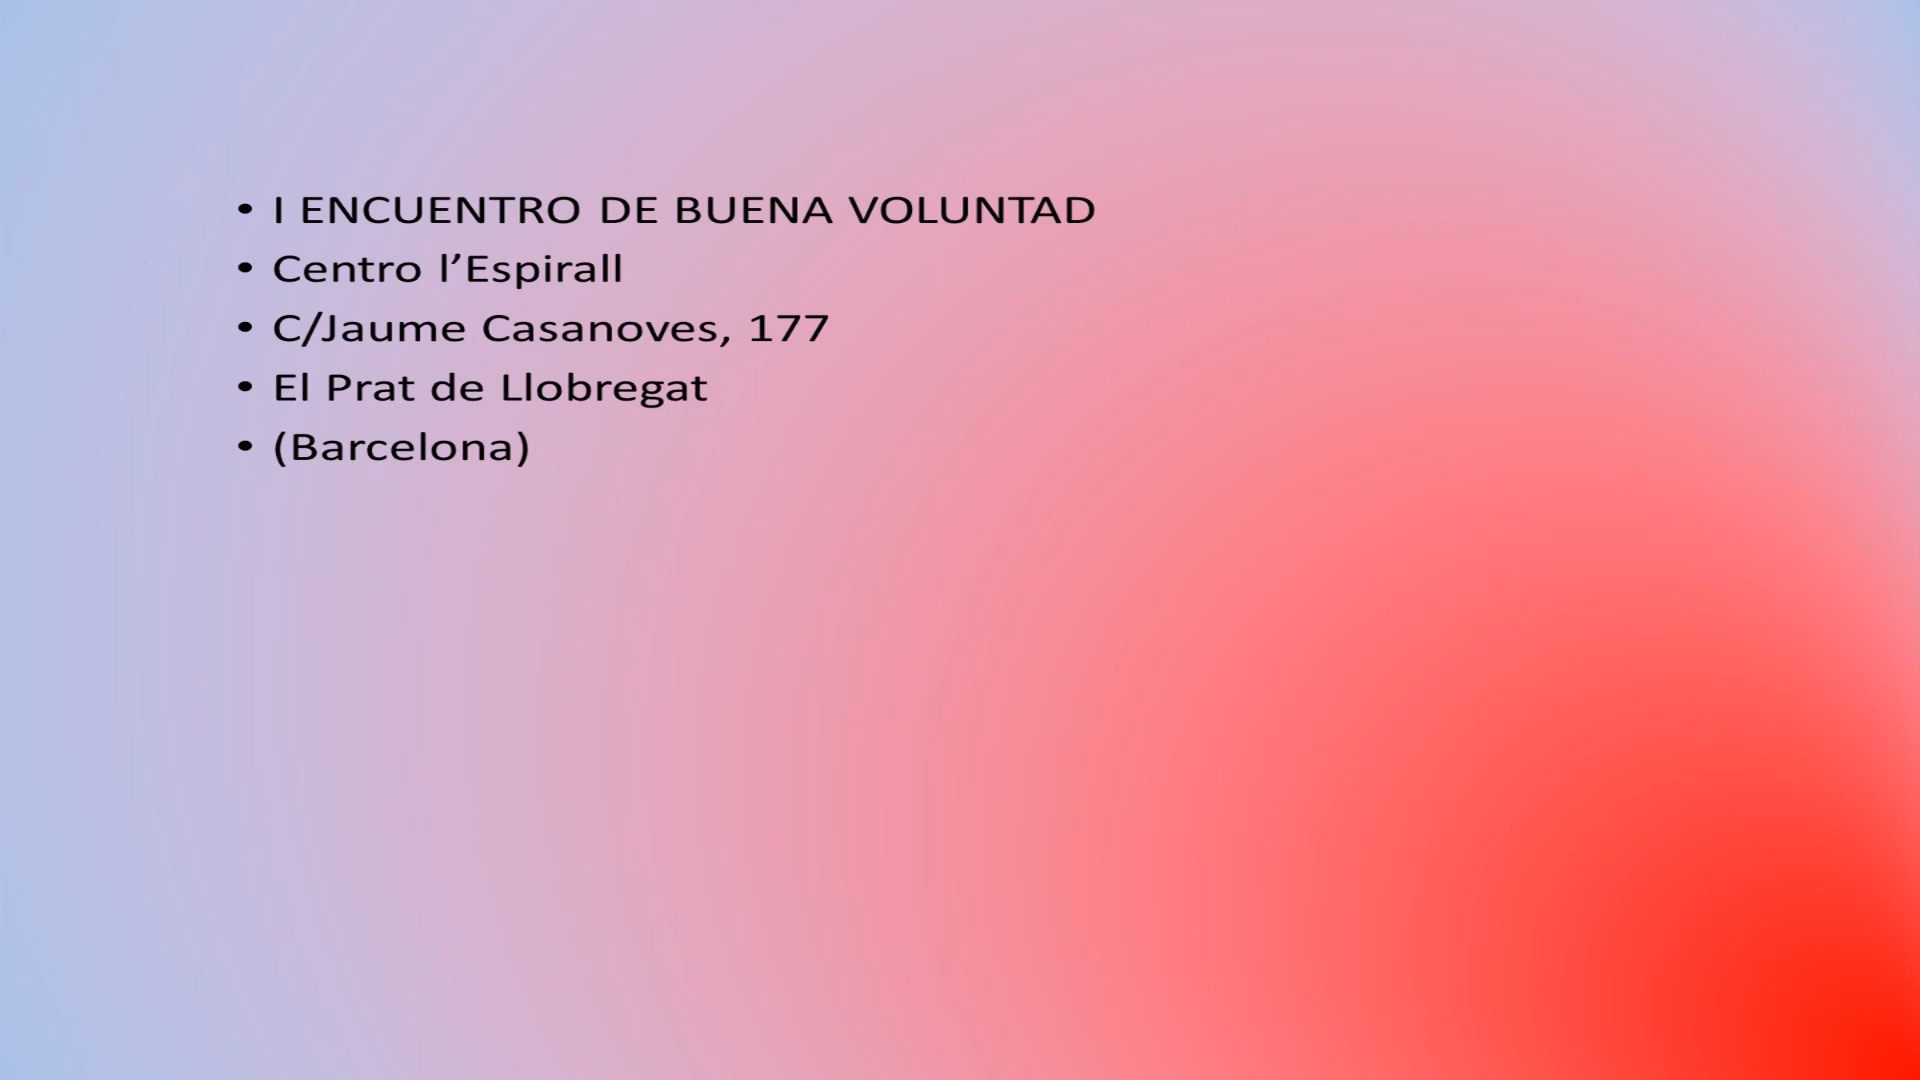 • I ENCUENTRO DE BUENA VOLUNTAD
• Centro l’Espirall
• C/Jaume Casanoves, 177
• El Prat de Llobregat
• (Barcelona)